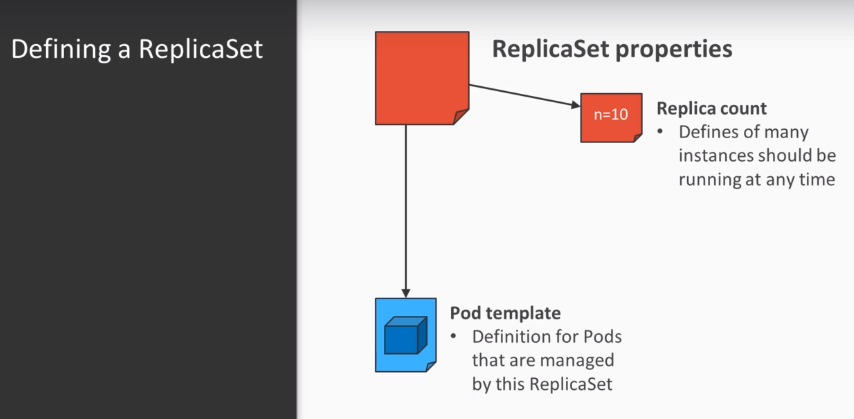 Defining a ReplicaSet
ReplicaSet properties
n=10
Replica count
• Defines of many
instances should be
running at any time
Pod template
• Definition for Pods
that are managed
by this ReplicaSet